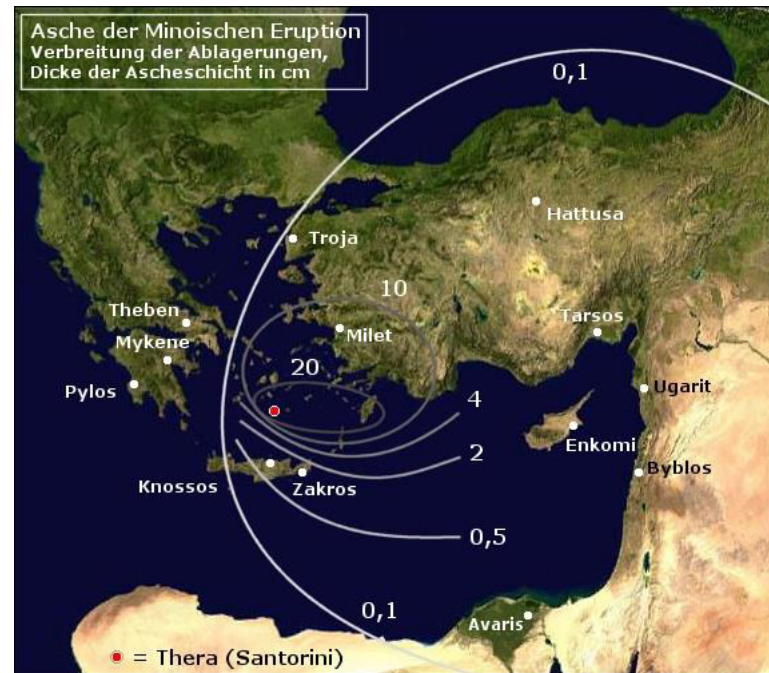 Asche der Minoischen Eruption
Verbreitung der Ablagerungen,
Dicke der Ascheschicht in cm
0,1
Hattusa
Troja
10
Theben
Tarsos
Mykene
Milet
20
Pylos
Ugarit
4
Enkomi
2
Byblos
Knossos
Zakros
0,5
0,1
Avaris
= Thera (Santorini)